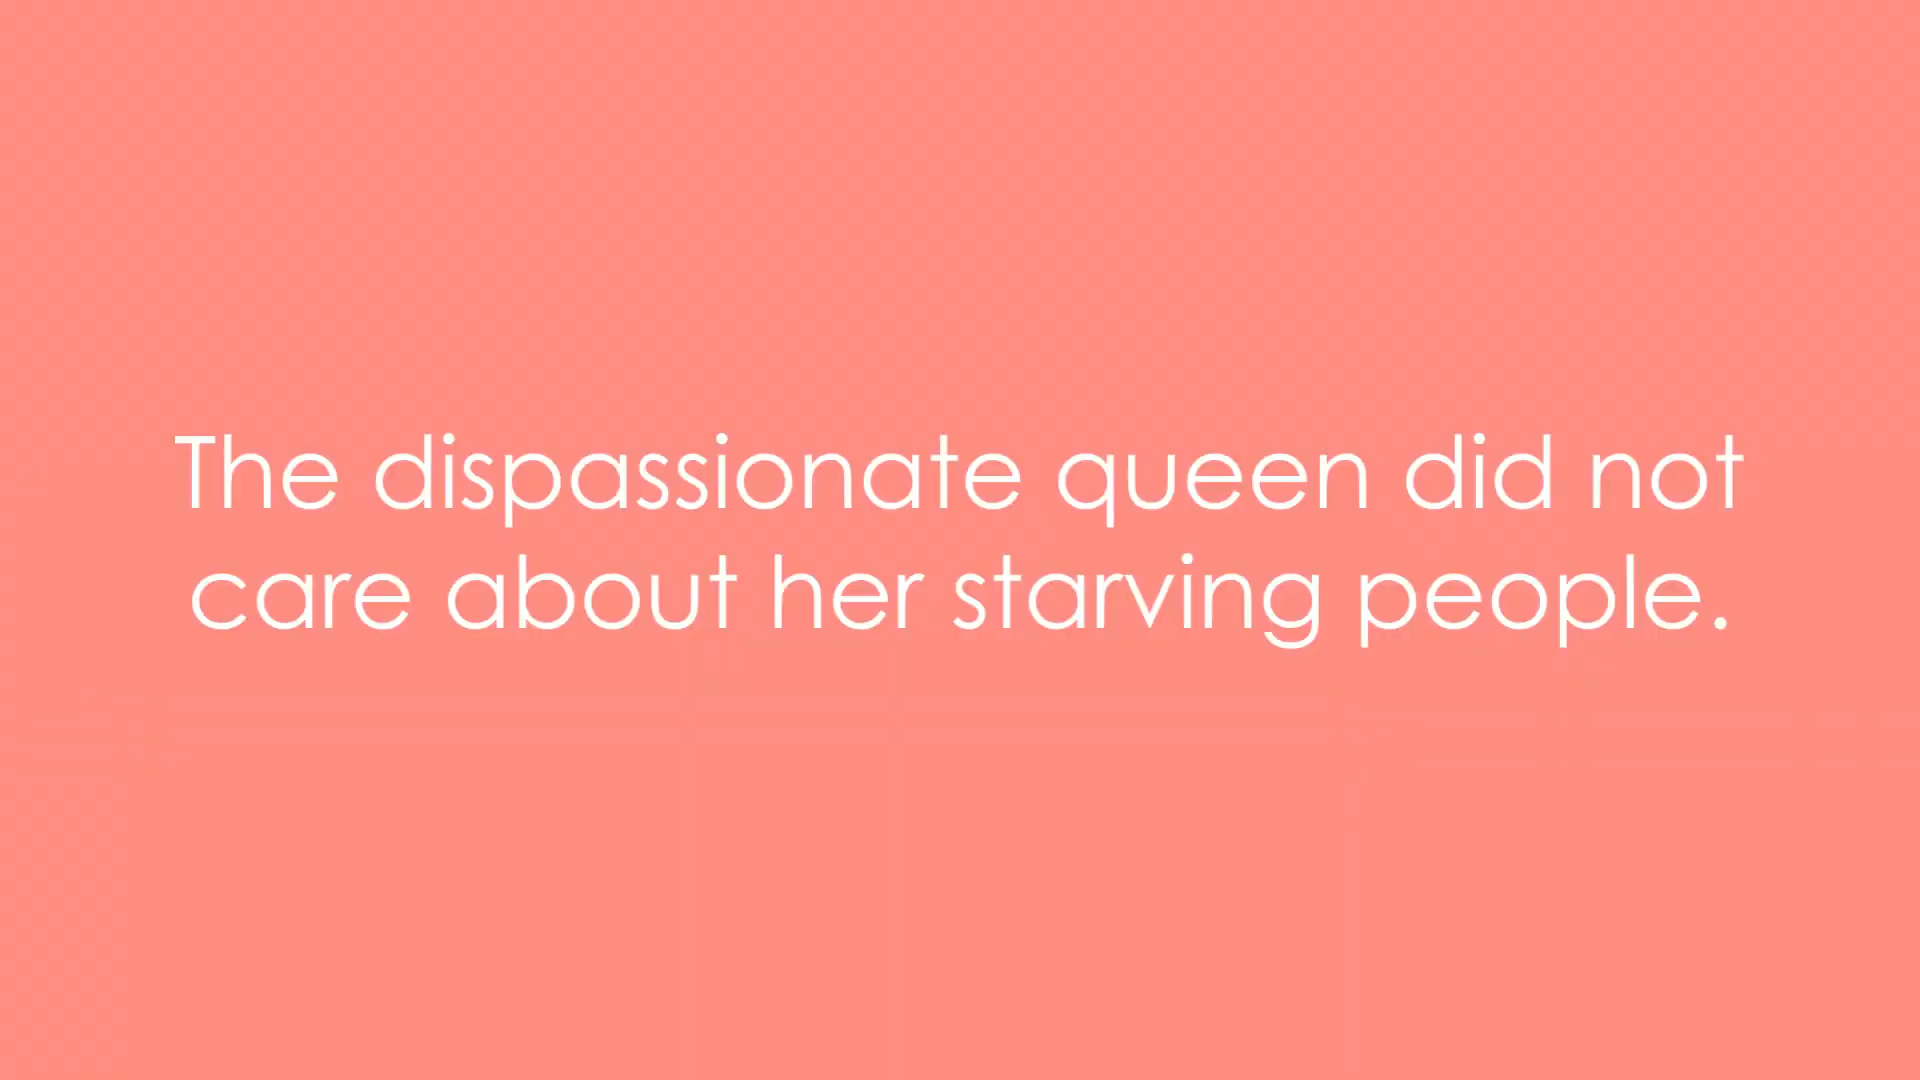 The dispassionate queen did not
care about her starving people.